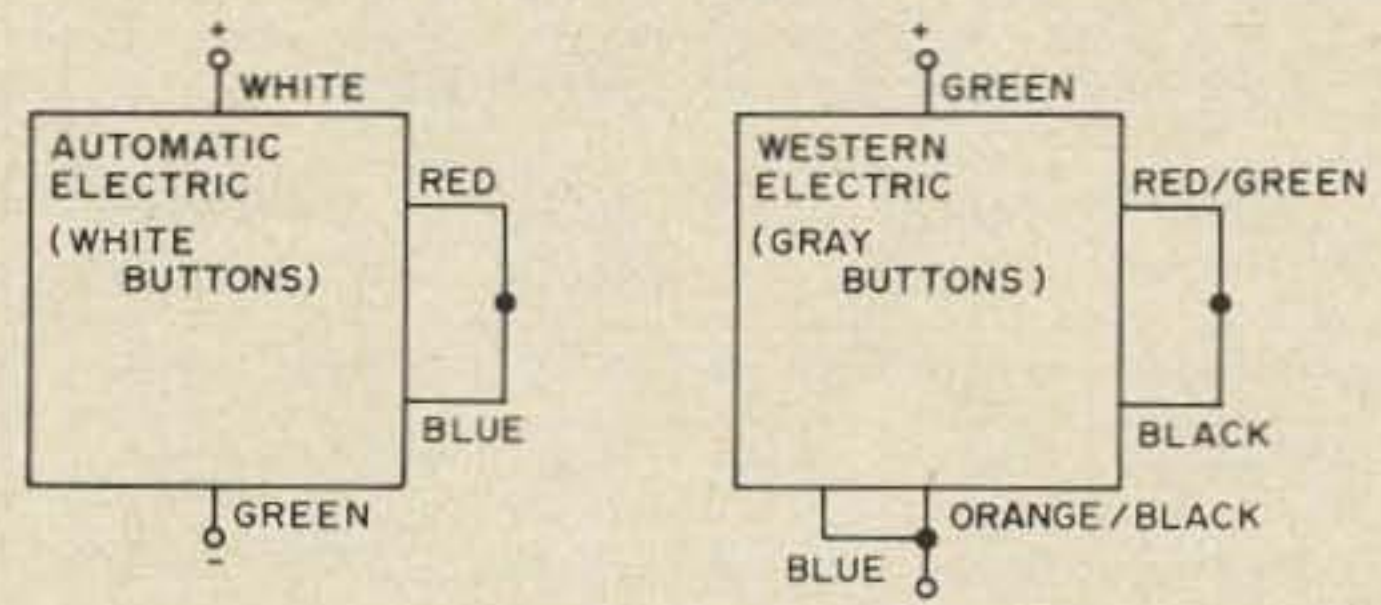 +
WHITE
AUTOMATIC
ELECTRIC
(WHITE
BUTTONS)
RED
BLUE
GREEN
-
+
GREEN
WESTERN
ELECTRIC
(GRAY
BUTTONS)
RED/GREEN
BLACK
ORANGE/BLACK
BLUE